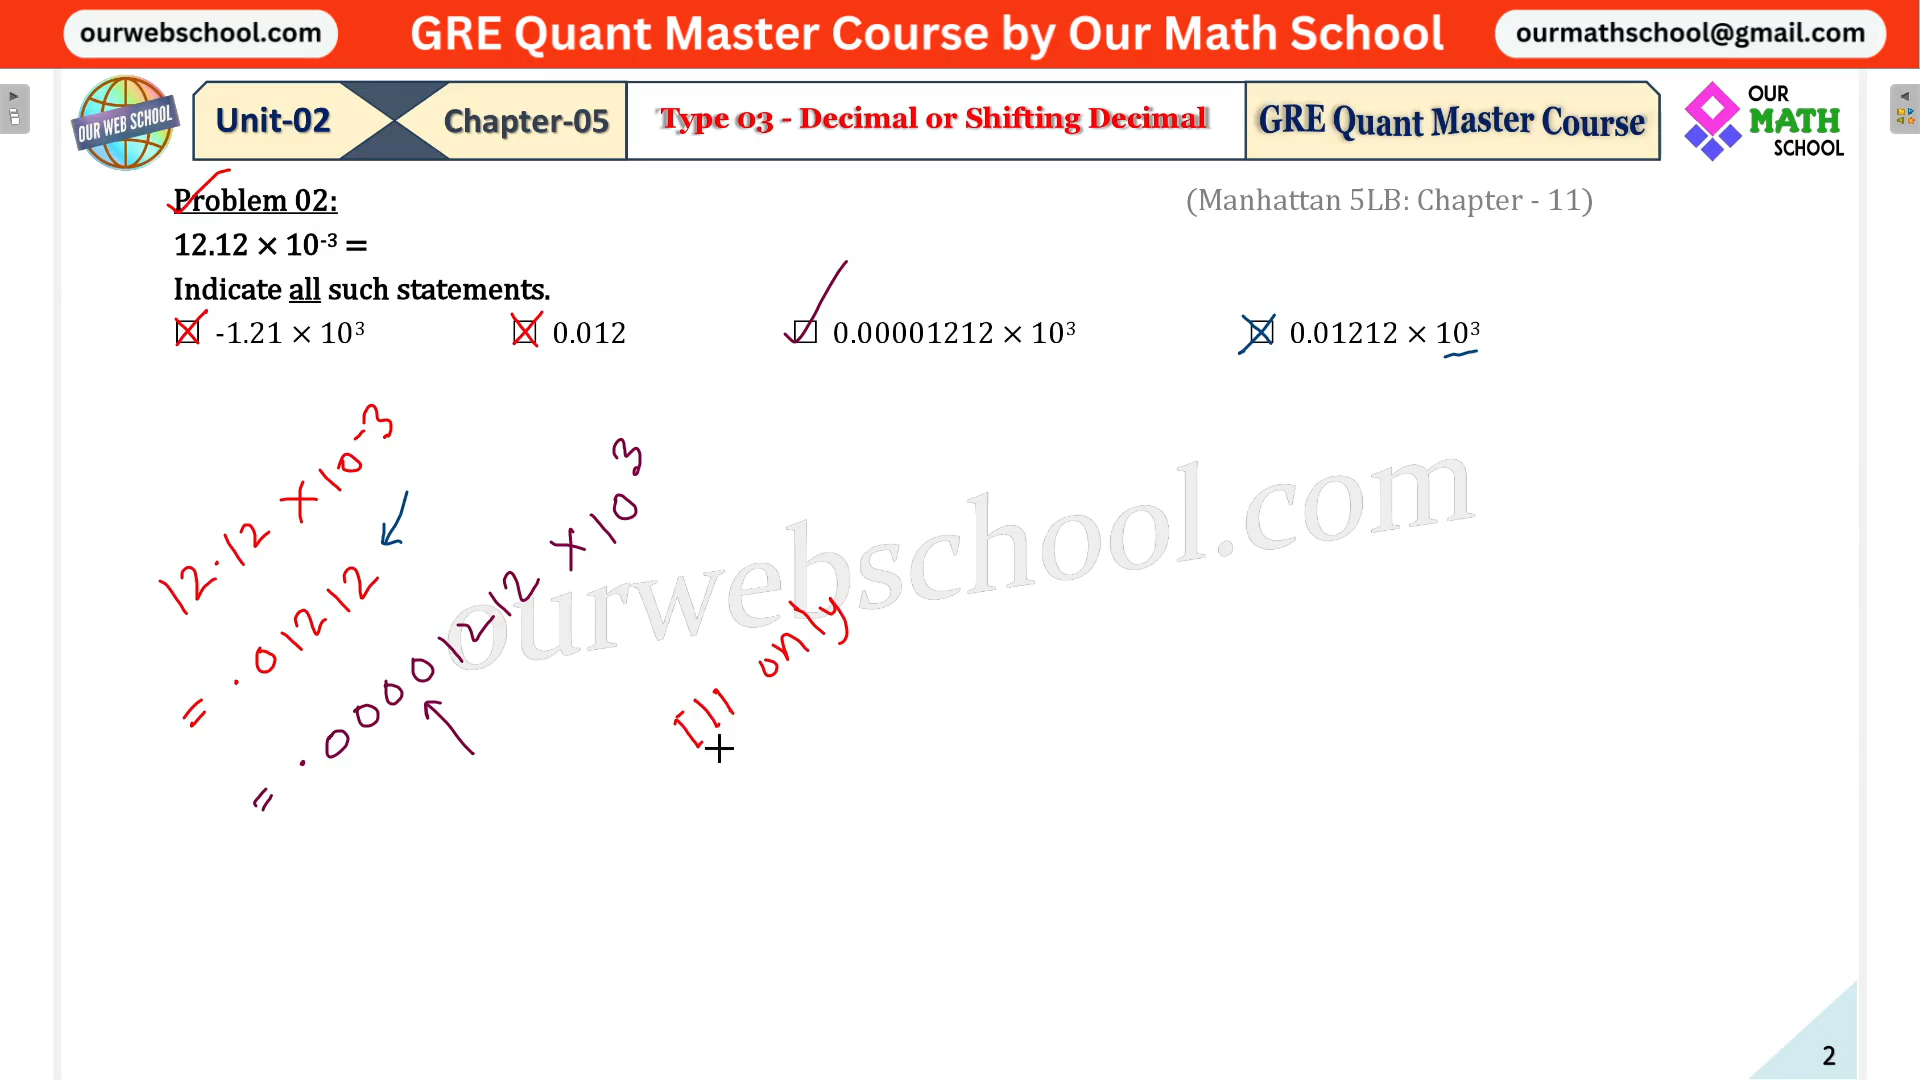 ourwebschool.com
GRE Quant Master Course by Our Math School
ourmathschool@gmail.com
OUR WEB SCHOOL
Unit-02
Chapter-05
Type 03 - Decimal or Shifting Decimal
GRE Quant Master Course
OUR
MATH
SCHOOL
Problem 02:
(Manhattan 5LB: Chapter - 11)
12.12 × 10⁻³ =
Indicate all such statements.
-1.21 × 10³
0.012
0.00001212 × 10³
0.01212 × 10³
12.12 × 10⁻³
= .01212
= .00001212 × 10³
III only
ourwebschool.com
2